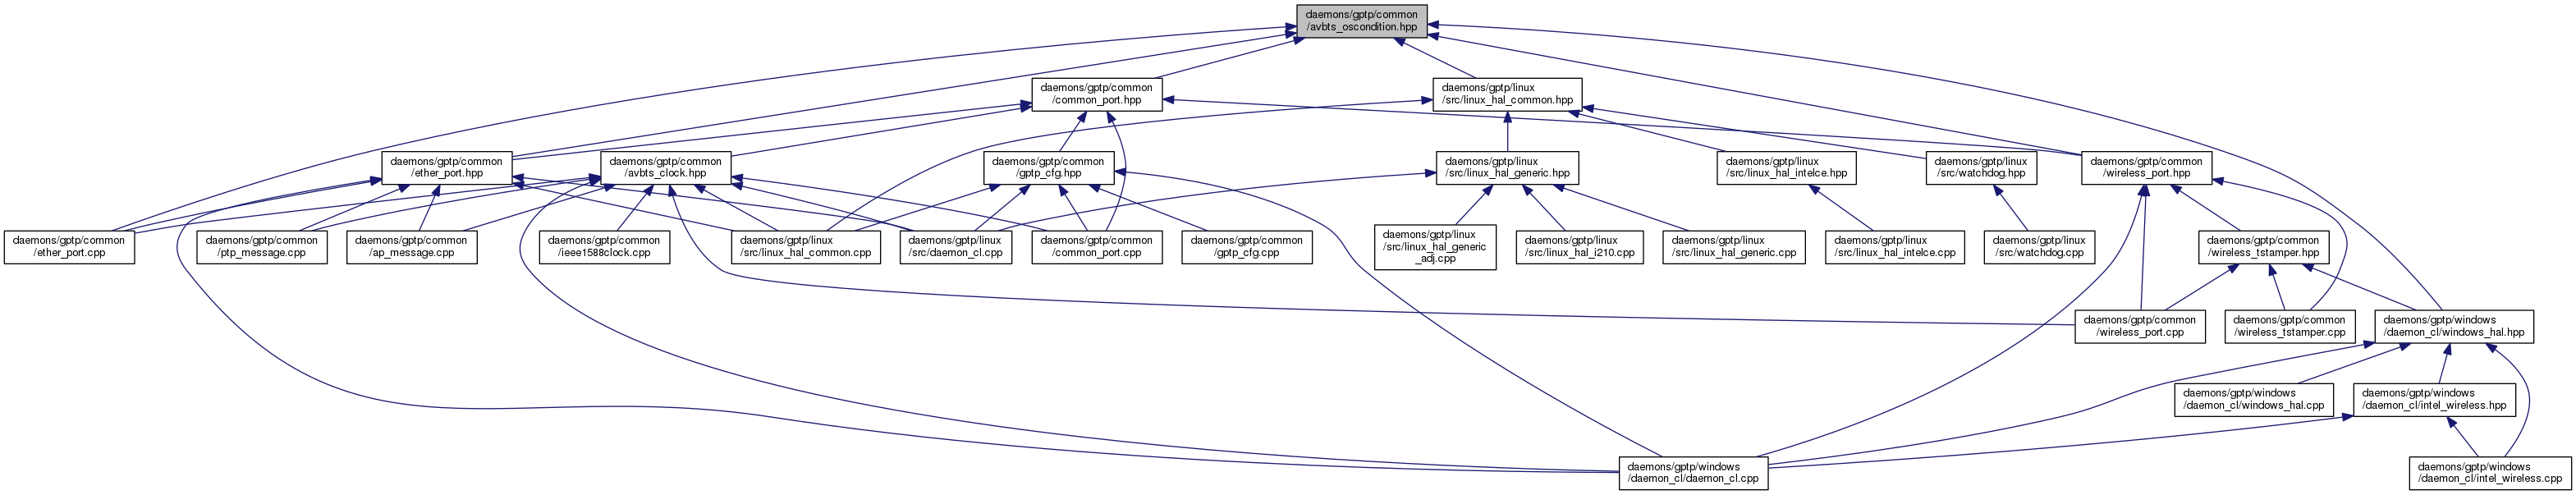 daemons/gptp/common
/avbts_oscondition.hpp
daemons/gptp/common
/common_port.hpp
daemons/gptp/linux
/src/linux_hal_common.hpp
daemons/gptp/common
/ether_port.hpp
daemons/gptp/common
/avbts_clock.hpp
daemons/gptp/common
/gptp_cfg.hpp
daemons/gptp/linux
/src/linux_hal_generic.hpp
daemons/gptp/linux
/src/linux_hal_intelce.hpp
daemons/gptp/linux
/src/watchdog.hpp
daemons/gptp/common
/wireless_port.hpp
daemons/gptp/common
/ether_port.cpp
daemons/gptp/common
/ptp_message.cpp
daemons/gptp/common
/ap_message.cpp
daemons/gptp/common
/ieee1588clock.cpp
daemons/gptp/linux
/src/linux_hal_common.cpp
daemons/gptp/linux
/src/daemon_cl.cpp
daemons/gptp/common
/common_port.cpp
daemons/gptp/common
/gptp_cfg.cpp
daemons/gptp/linux
/src/linux_hal_generic
_adj.cpp
daemons/gptp/linux
/src/linux_hal_i210.cpp
daemons/gptp/linux
/src/linux_hal_generic.cpp
daemons/gptp/linux
/src/linux_hal_intelce.cpp
daemons/gptp/linux
/src/watchdog.cpp
daemons/gptp/common
/wireless_tstamper.hpp
daemons/gptp/common
/wireless_port.cpp
daemons/gptp/common
/wireless_tstamper.cpp
daemons/gptp/windows
/daemon_cl/windows_hal.hpp
daemons/gptp/windows
/daemon_cl/windows_hal.cpp
daemons/gptp/windows
/daemon_cl/intel_wireless.hpp
daemons/gptp/windows
/daemon_cl/daemon_cl.cpp
daemons/gptp/windows
/daemon_cl/intel_wireless.cpp